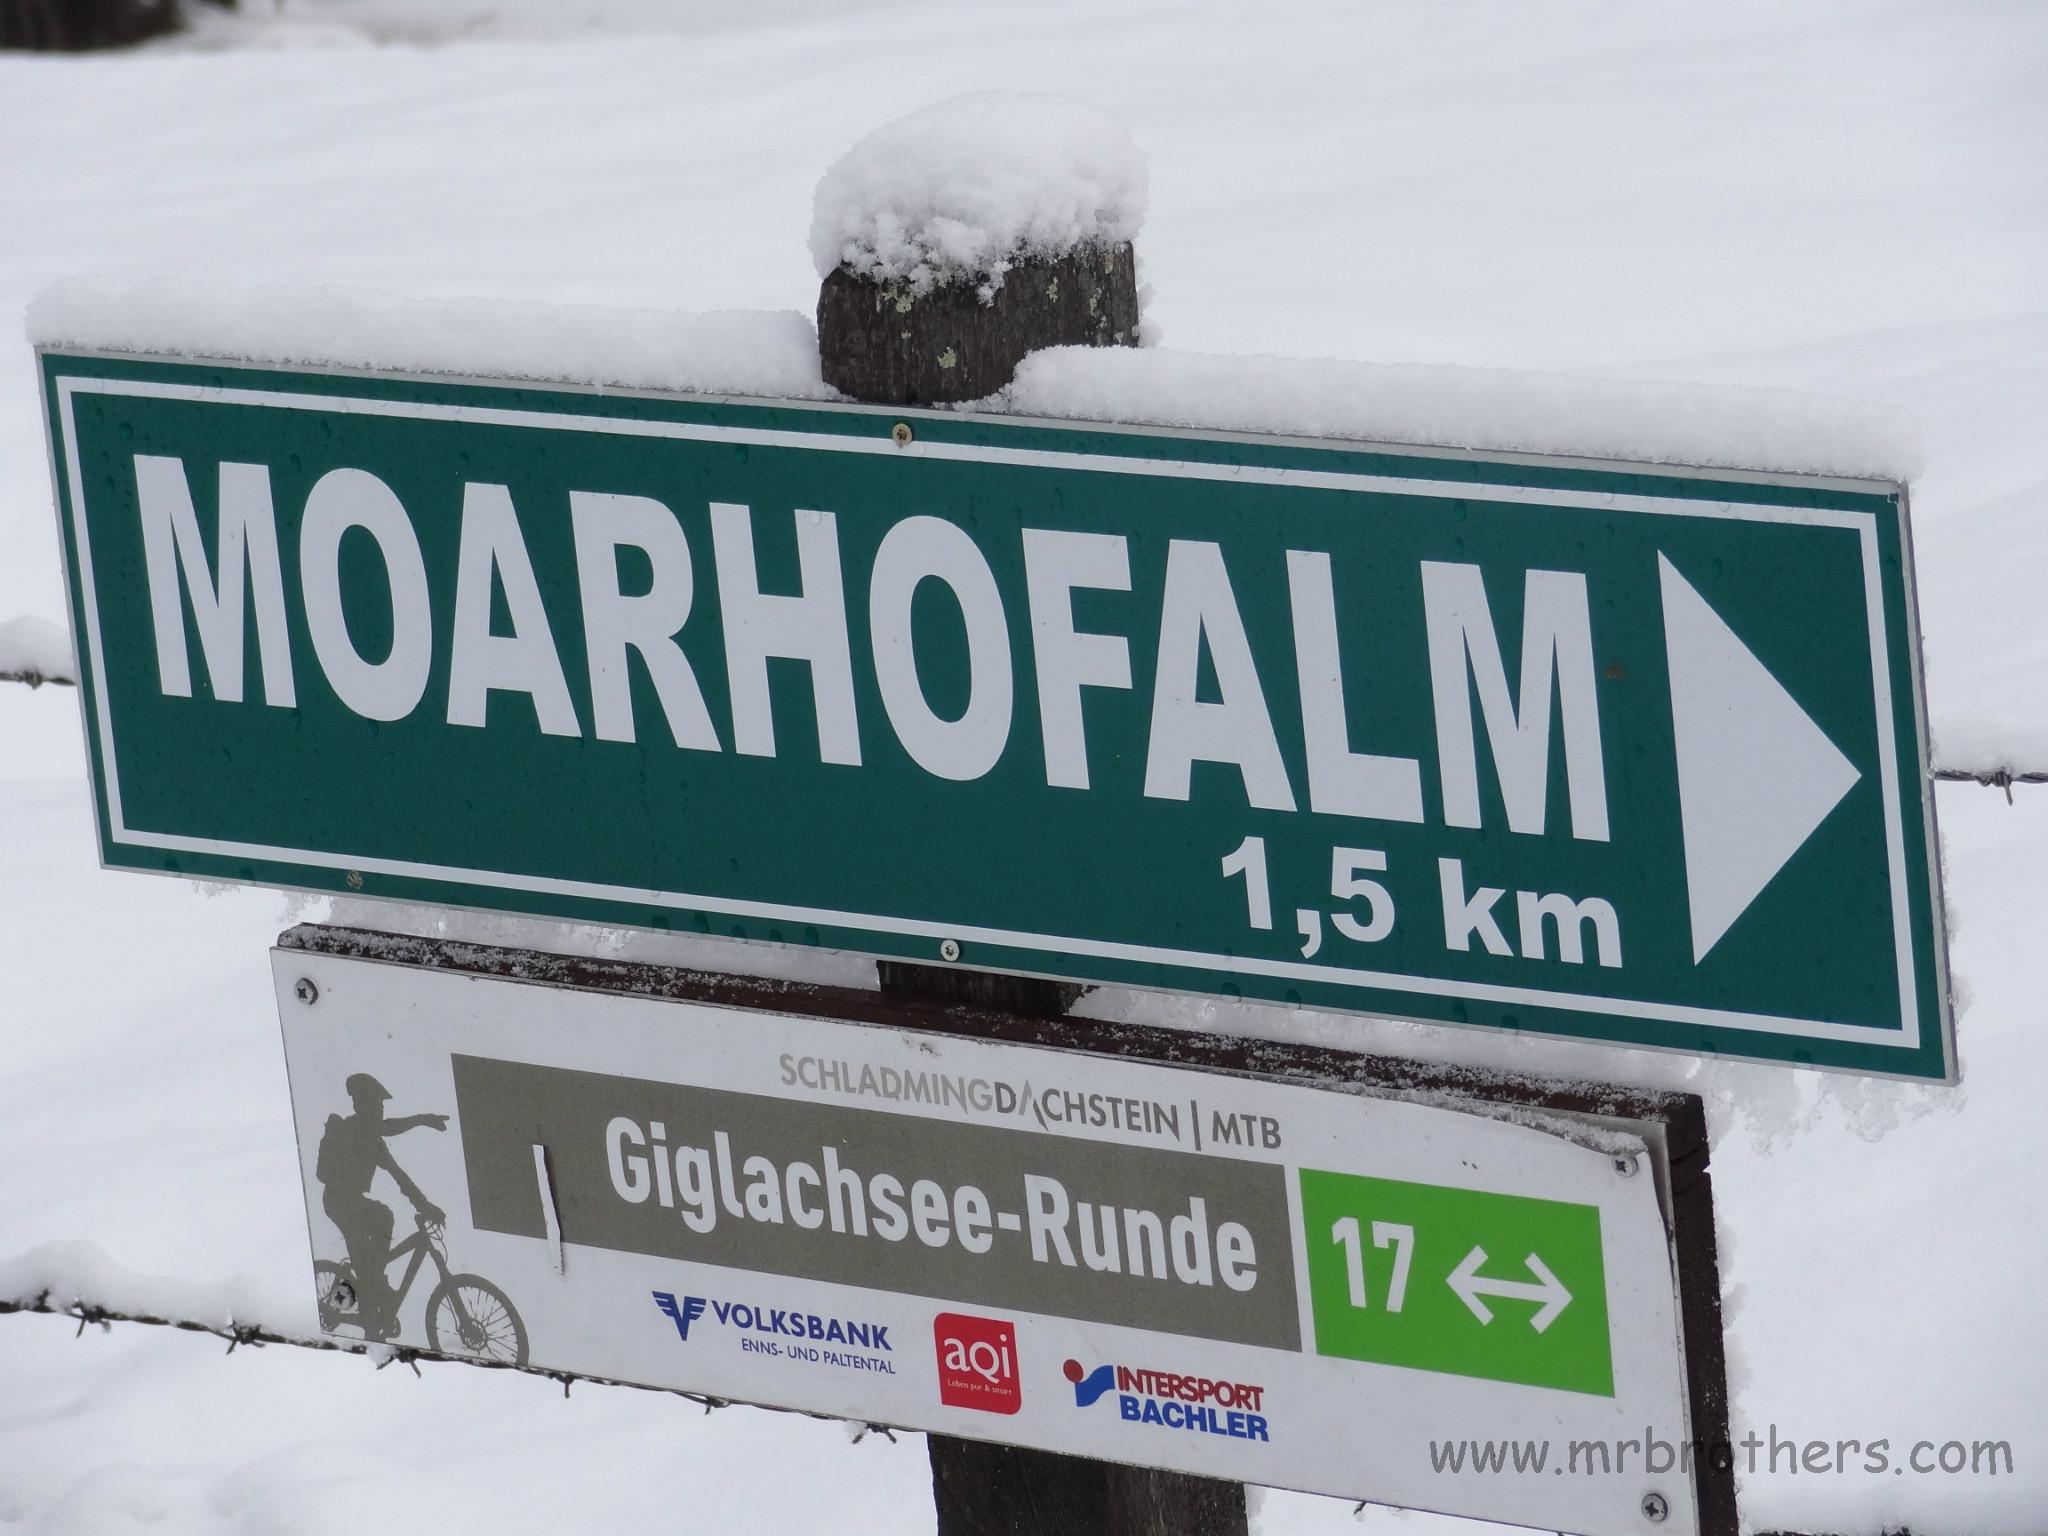 MOARHOFALM
1,5 km
SCHLADMINGDACHSTEIN | MTB
Giglachsee-Runde
17
VOLKSBANK
ENNS- UND PALTENTAL
aQi
Leben pur & smart
INTERSPORT
BACHLER
www.mrbrothers.com